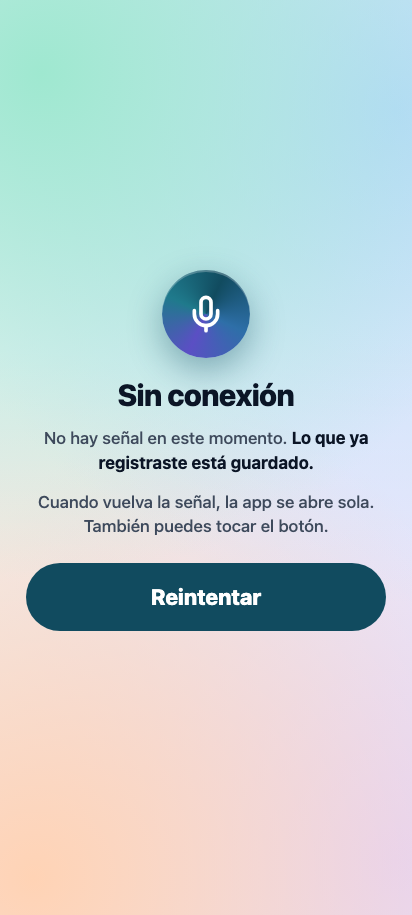 Sin conexión
No hay señal en este momento. Lo que ya
registraste está guardado.
Cuando vuelva la señal, la app se abre sola.
También puedes tocar el botón.
Reintentar